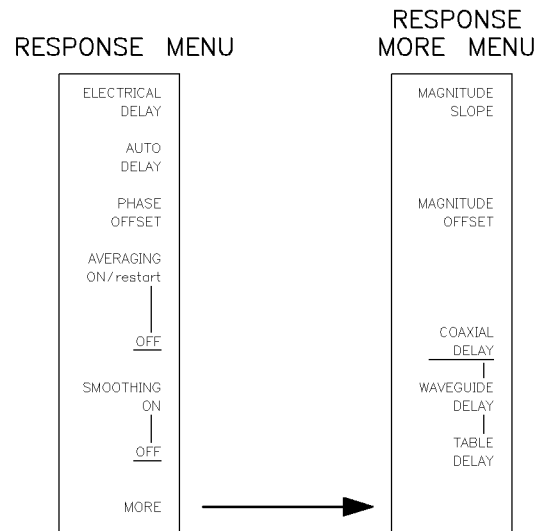 RESPONSE MENU
ELECTRICAL
DELAY
AUTO
DELAY
PHASE
OFFSET
AVERAGING
ON/restart
OFF
SMOOTHING
ON
OFF
MORE
RESPONSE
MORE MENU
MAGNITUDE
SLOPE
MAGNITUDE
OFFSET
COAXIAL
DELAY
WAVEGUIDE
DELAY
TABLE
DELAY